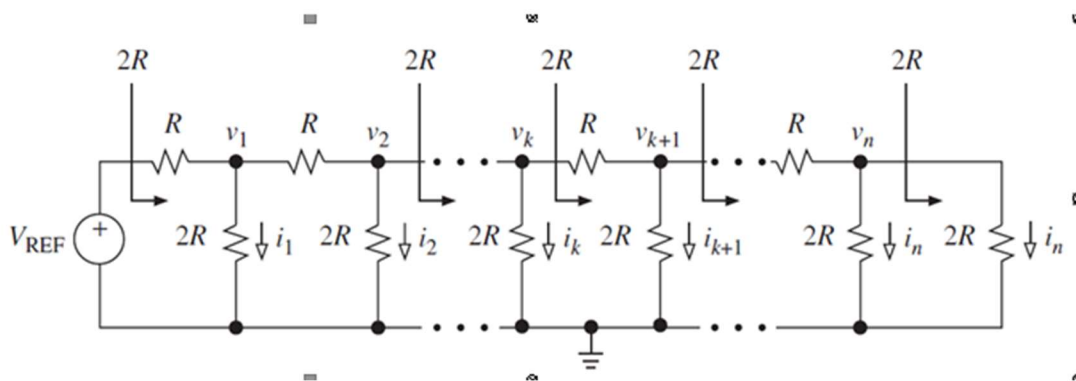 2R 2R 2R 2R 2R
R v1 R v2 vk R vk+1 R vn
VREF + 2R i1 2R i2 2R ik 2R ik+1 2R in 2R in